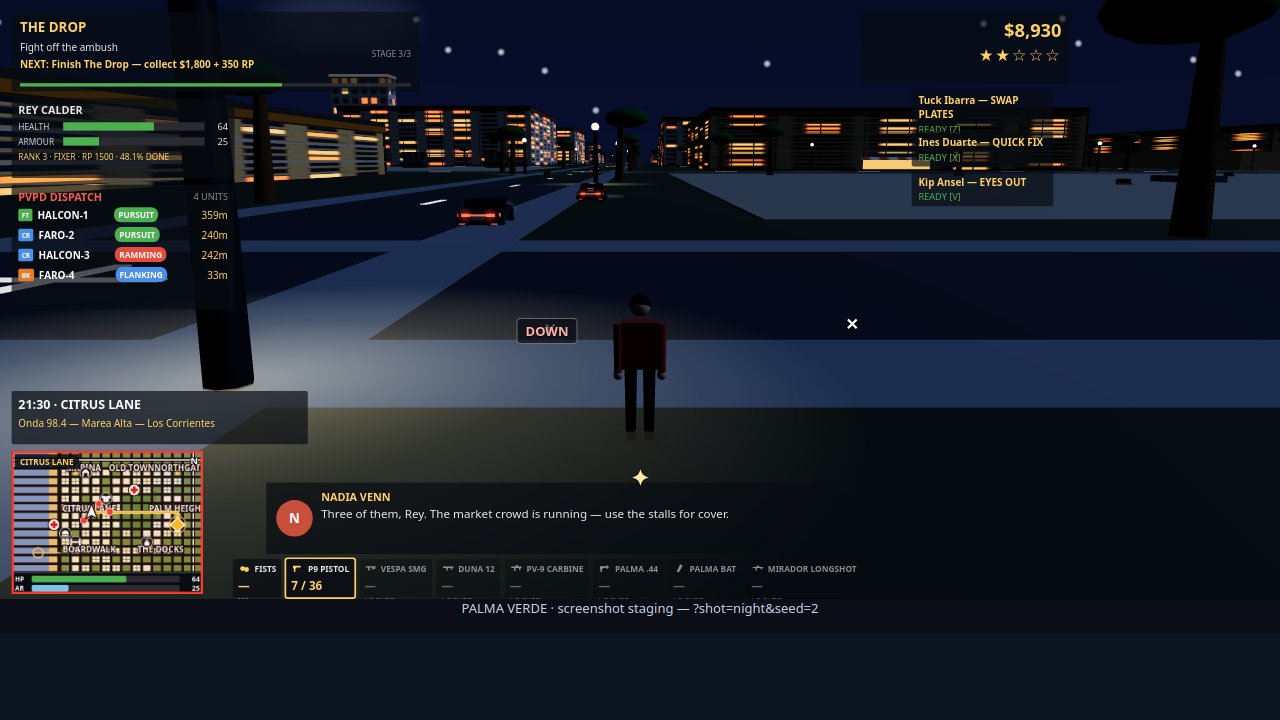 THE DROP
Fight off the ambush
STAGE 3/3
NEXT: Finish The Drop — collect $1,800 + 350 RP
$8,930
★★☆☆☆
REY CALDER
HEALTH 64
ARMOUR 25
RANK 3 - FIXER · RP 1500 · 48.1% DONE
Tuck Ibarra — SWAP PLATES
READY [Z]
Ines Duarte — QUICK FIX
READY [X]
Kip Ansel — EYES OUT
READY [V]
PVPD DISPATCH 4 UNITS
FT HALCON-1 PURSUIT 359m
CR FARO-2 PURSUIT 240m
CR HALCON-3 RAMMING 242m
BK FARO-4 FLANKING 33m
DOWN
21:30 · CITRUS LANE
Onda 98.4 — Marea Alta — Los Corrientes
CITRUS LANE
N
OLD TOWN
PALM HEIGH
BOARDWALK
THE DOCKS
HP 64
AR 25
N
NADIA VENN
Three of them, Rey. The market crowd is running — use the stalls for cover.
FISTS
—
P9 PISTOL
7 / 36
VESPA SMG
—
DUNA 12
—
PV-9 CARBINE
—
PALMA .44
—
PALMA BAT
—
MIRADOR LONGSHOT
—
PALMA VERDE · screenshot staging — ?shot=night&seed=2